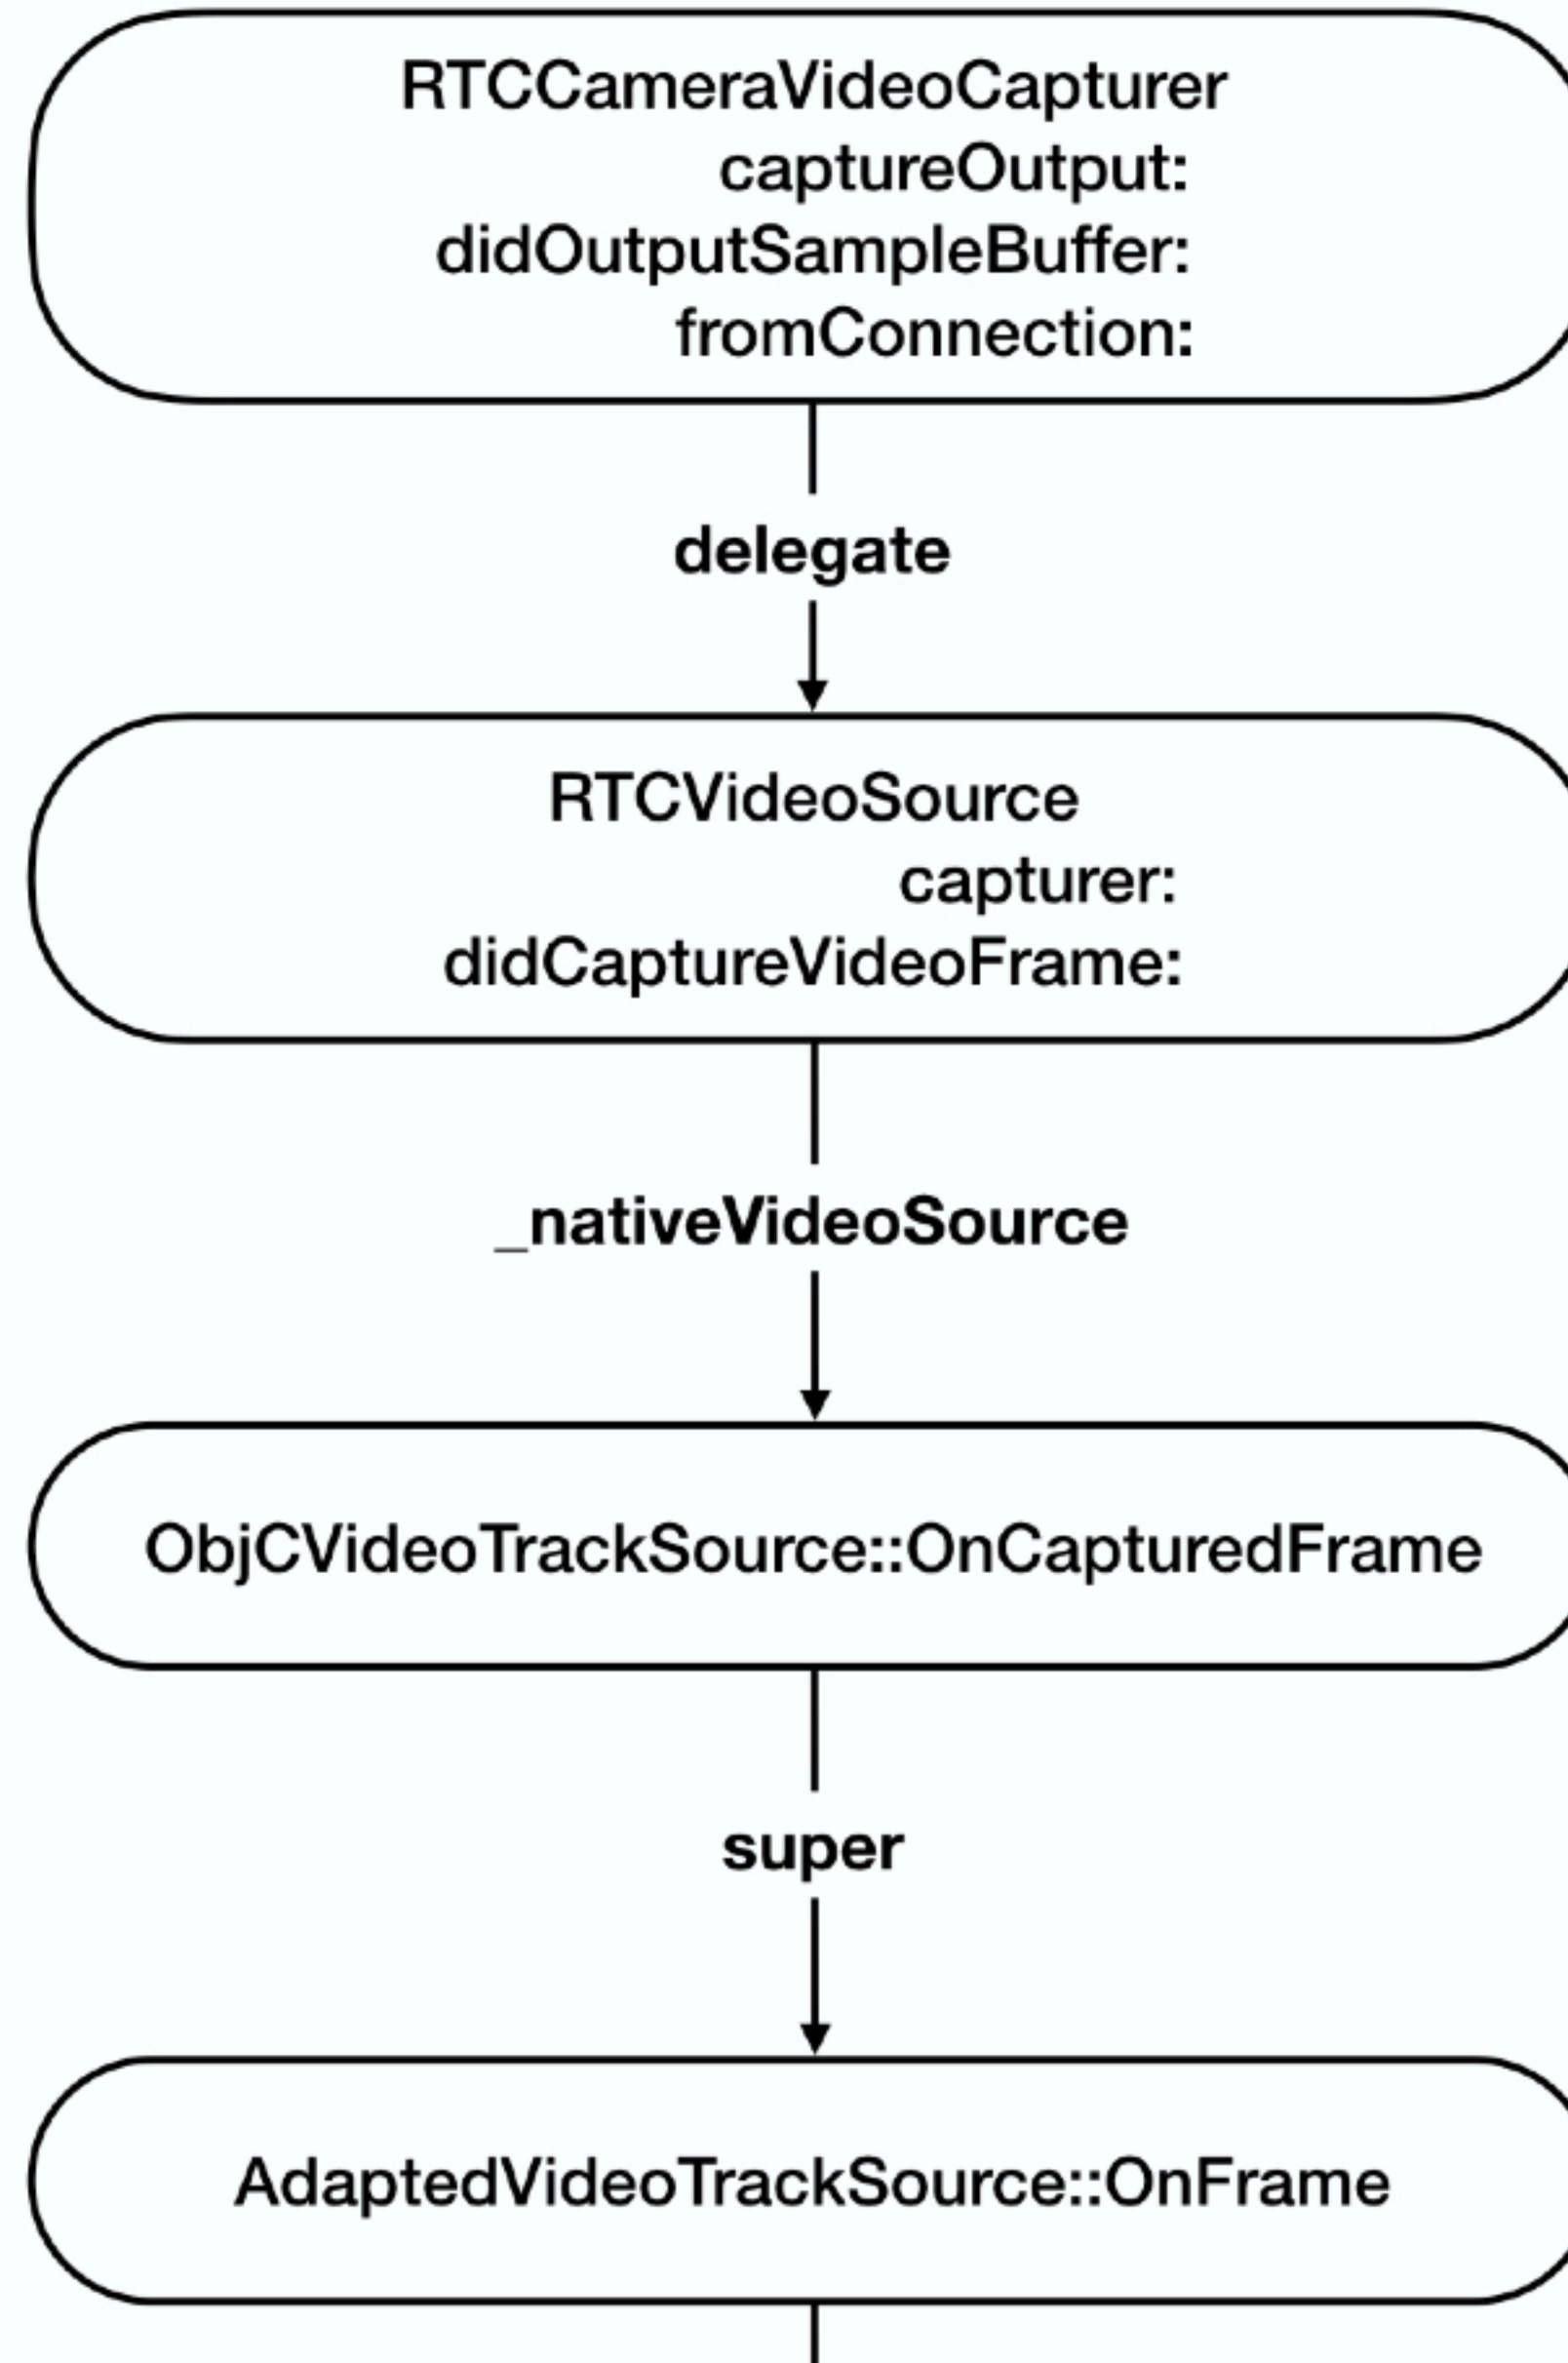 RTCCameraVideoCapturer
captureOutput:
didOutputSampleBuffer:
fromConnection:
delegate
RTCVideoSource
capturer:
didCaptureVideoFrame:
_nativeVideoSource
ObjCVideoTrackSource::OnCapturedFrame
super
AdaptedVideoTrackSource::OnFrame